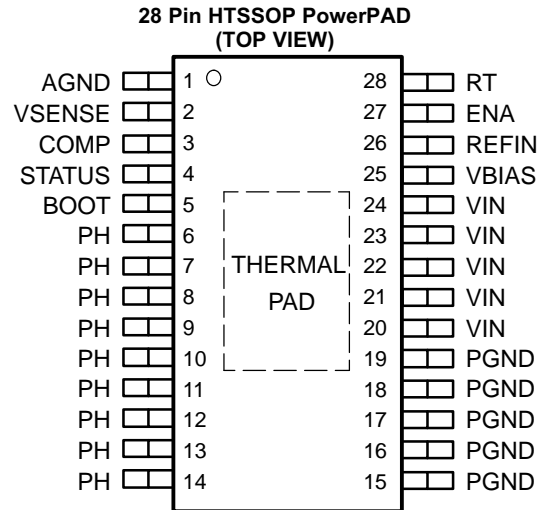 28 Pin HTSSOP PowerPAD
(TOP VIEW)
AGND 1 28 RT
VSENSE 2 27 ENA
COMP 3 26 REFIN
STATUS 4 25 VBIAS
BOOT 5 24 VIN
PH 6 23 VIN
PH 7 THERMAL 22 VIN
PH 8 PAD 21 VIN
PH 9 20 VIN
PH 10 19 PGND
PH 11 18 PGND
PH 12 17 PGND
PH 13 16 PGND
PH 14 15 PGND